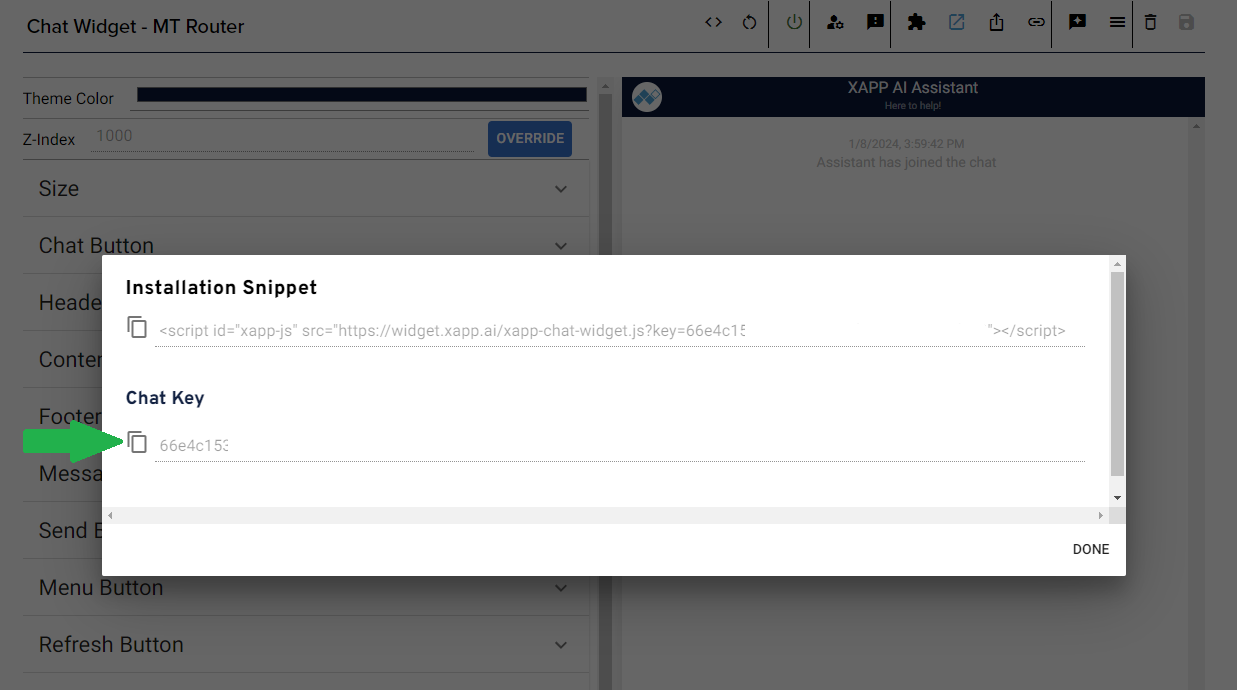 Chat Widget - MT Router
Theme Color
Z-Index 1000 OVERRIDE
Size
Chat Button
Heade
Conter
Footer
Messa
Send B
Menu Button
Refresh Button
XAPP AI Assistant
Here to help!
1/8/2024, 3:59:42 PM
Assistant has joined the chat
Installation Snippet
<script id="xapp-js" src="https://widget.xapp.ai/xapp-chat-widget.js?key=66e4c15 "></script>
Chat Key
66e4c153
DONE